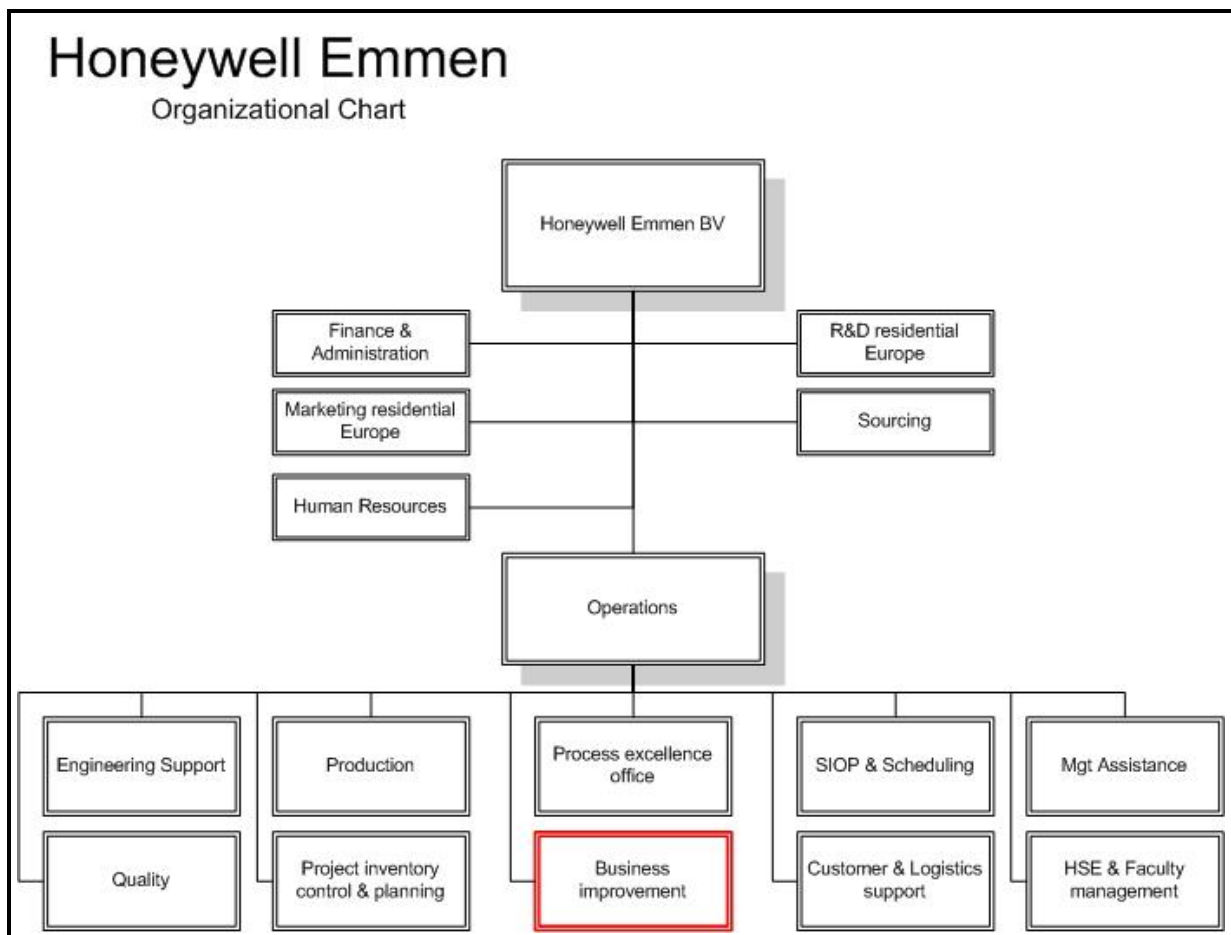 Honeywell Emmen
Organizational Chart
Honeywell Emmen BV
Finance &
Administration
R&D residential
Europe
Marketing residential
Europe
Sourcing
Human Resources
Operations
Engineering Support
Production
Process excellence
office
SIOP & Scheduling
Mgt Assistance
Quality
Project inventory
control & planning
Business
improvement
Customer & Logistics
support
HSE & Faculty
management